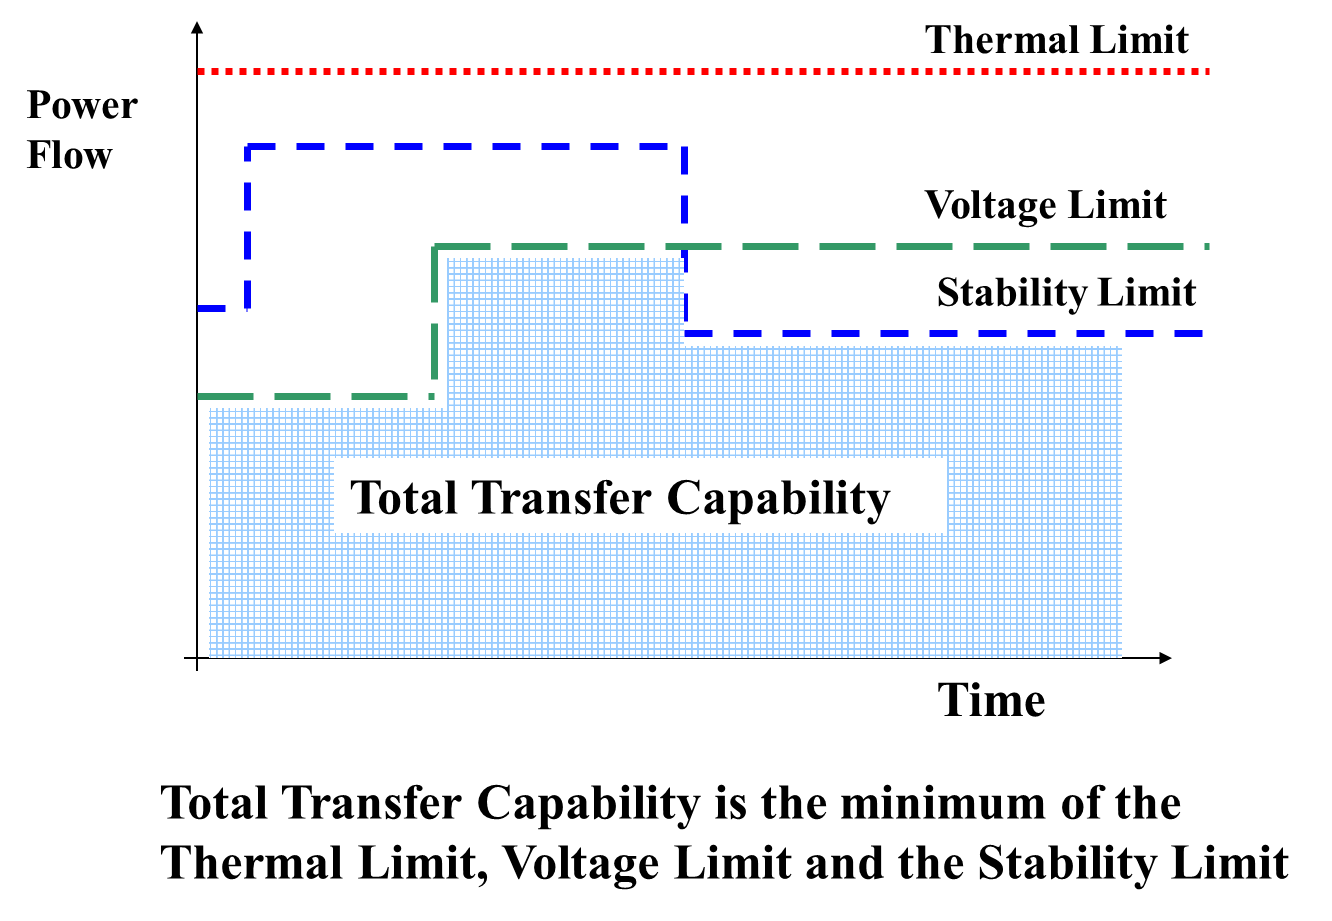 Thermal Limit
Power
Flow
Voltage Limit
Stability Limit
Total Transfer Capability
Time
Total Transfer Capability is the minimum of the
Thermal Limit, Voltage Limit and the Stability Limit